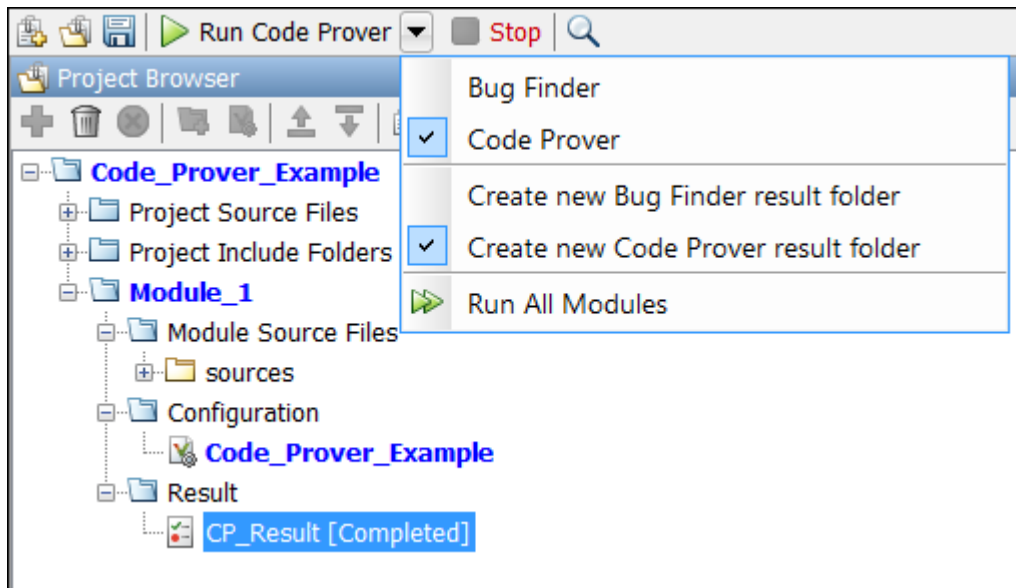 Run Code Prover Stop
Project Browser
Bug Finder
Code Prover
Create new Bug Finder result folder
Create new Code Prover result folder
Run All Modules
Code_Prover_Example
Project Source Files
Project Include Folders
Module_1
Module Source Files
sources
Configuration
Code_Prover_Example
Result
CP_Result [Completed]